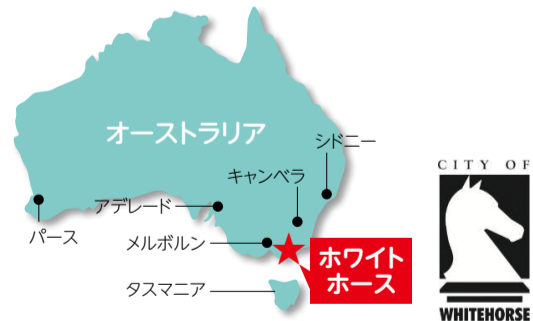 オーストラリア
シドニー
キャンベラ
アデレード
パース
メルボルン
ホワイト
ホース
タスマニア
CITY OF
WHITEHORSE